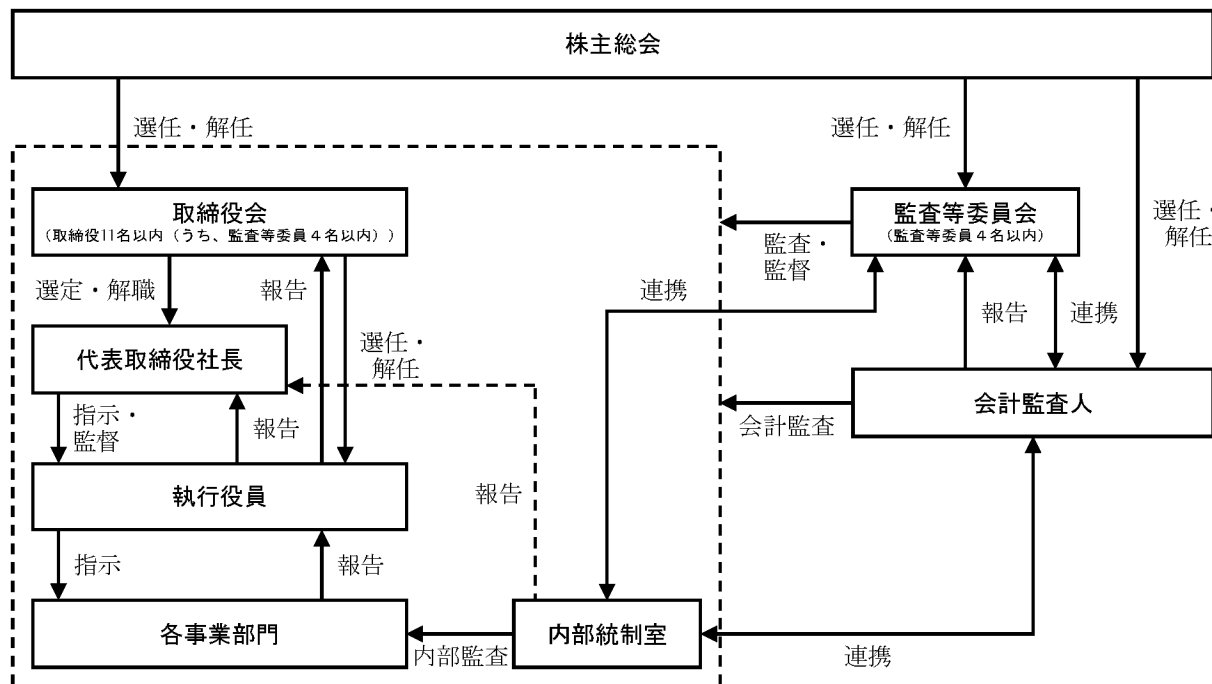 株主総会
選任・解任
選任・解任
選任・
解任
取締役会
(取締役11名以内(うち、監査等委員4名以内))
監査等委員会
(監査等委員4名以内)
監査・
監督
選定・解職
報告
連携
報告
連携
選任・
解任
代表取締役社長
会計監査人
会計監査
指示・
監督
報告
執行役員
報告
指示
報告
各事業部門
内部統制室
内部監査
連携